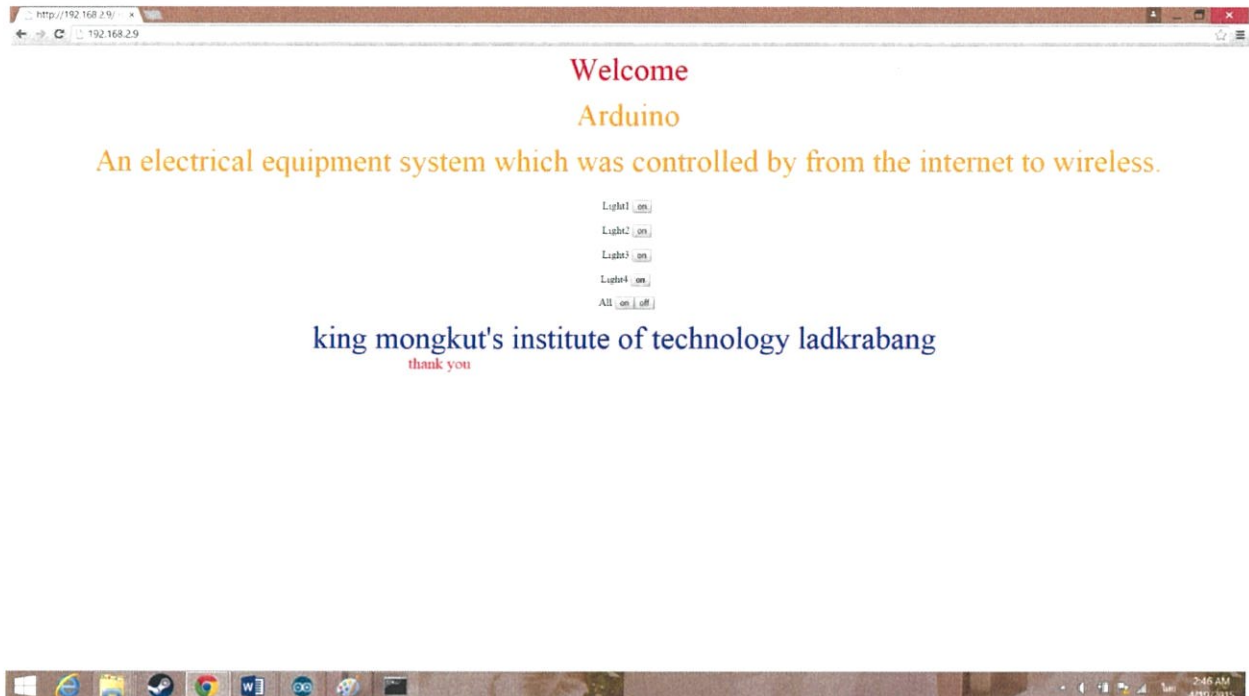 http://192.168.2.9/
192.168.2.9
Welcome
Arduino
An electrical equipment system which was controlled by from the internet to wireless.
Light1 on
Light2 on
Light3 on
Light4 on
All on off
king mongkut's institute of technology ladkrabang
thank you
2:46 AM